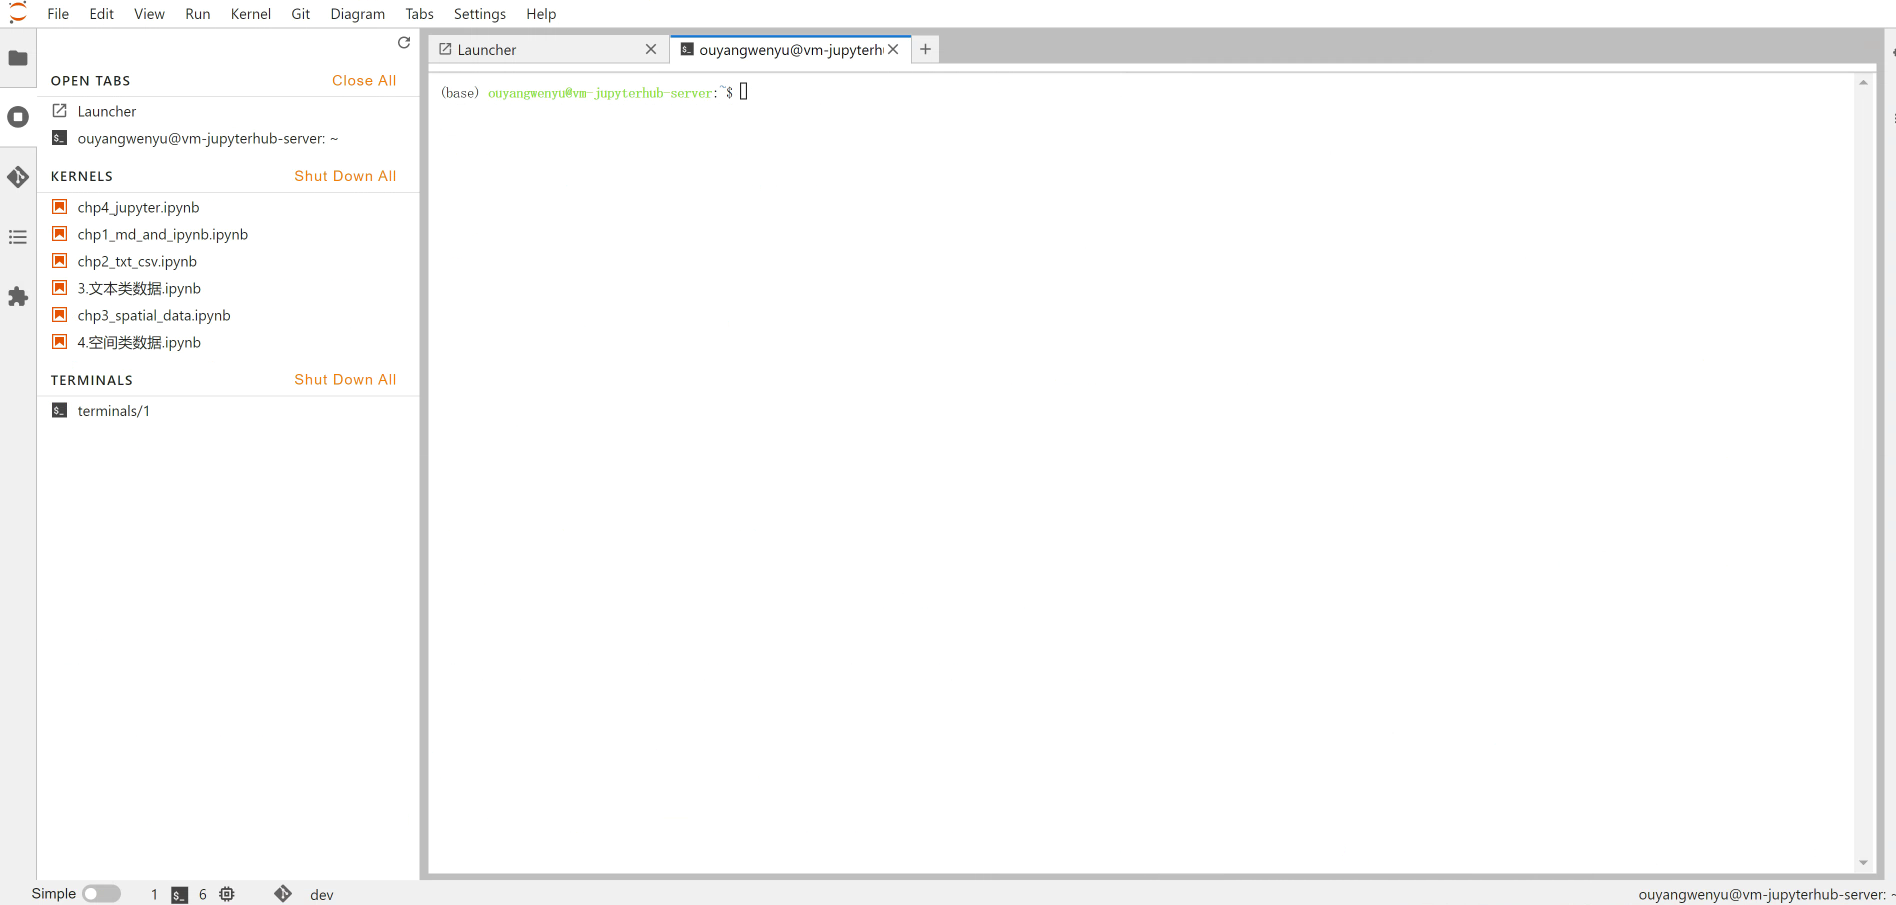 File Edit View Run Kernel Git Diagram Tabs Settings Help
OPEN TABS Close All
Launcher
ouyangwenyu@vm-jupyterhub-server: ~
KERNELS Shut Down All
chp4_jupyter.ipynb
chp1_md_and_ipynb.ipynb
chp2_txt_csv.ipynb
3.文本类数据.ipynb
chp3_spatial_data.ipynb
4.空间类数据.ipynb
TERMINALS Shut Down All
terminals/1
Launcher ouyangwenyu@vm-jupyterh
(base) ouyangwenyu@vm-jupyterhub-server:~$
Simple 1 $_ 6 dev ouyangwenyu@vm-jupyterhub-server: ~